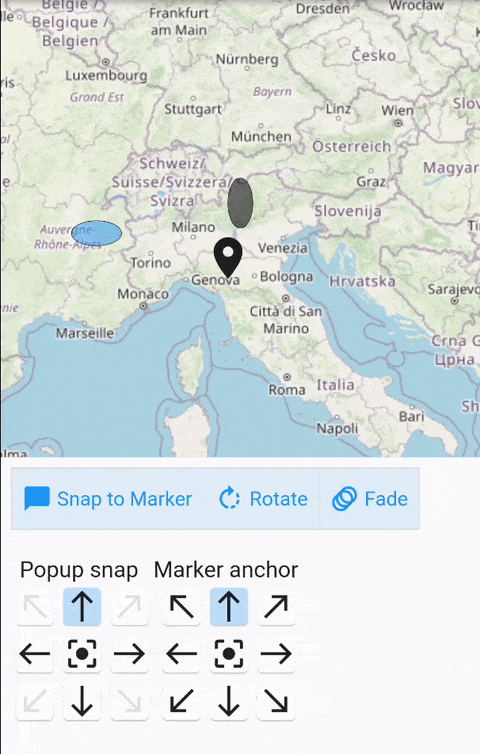 België /
Belgique /
Belgien
Frankfurt
am Main
Dresden
Wrocław
Luxembourg
Nürnberg
Česko
Grand Est
Bayern
Stuttgart
Linz
Wien
München
Österreich
Schweiz/
Suisse/Svizzera/
Svizra
Graz
Magyar
Slovenija
Auvergne-
Rhône-Alpes
Milano
Venezia
Torino
Genova
Bologna
Hrvatska
Monaco
Sarajevo
Città di San
Marino
Marseille
Crna G
Црна
Roma
Italia
Bari
Napoli
Snap to Marker
Rotate
Fade
Popup snap
Marker anchor